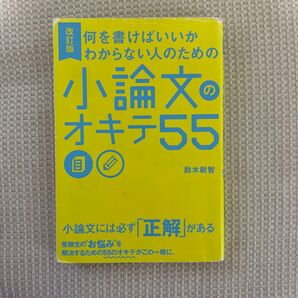 改訂版
何を書けばいいか
わからない人のための
小論文の
オキテ55
鈴木鋭智
小論文には必ず「正解」がある
受験生の"お悩み"を
解決するための55のオキテがこの一冊に。